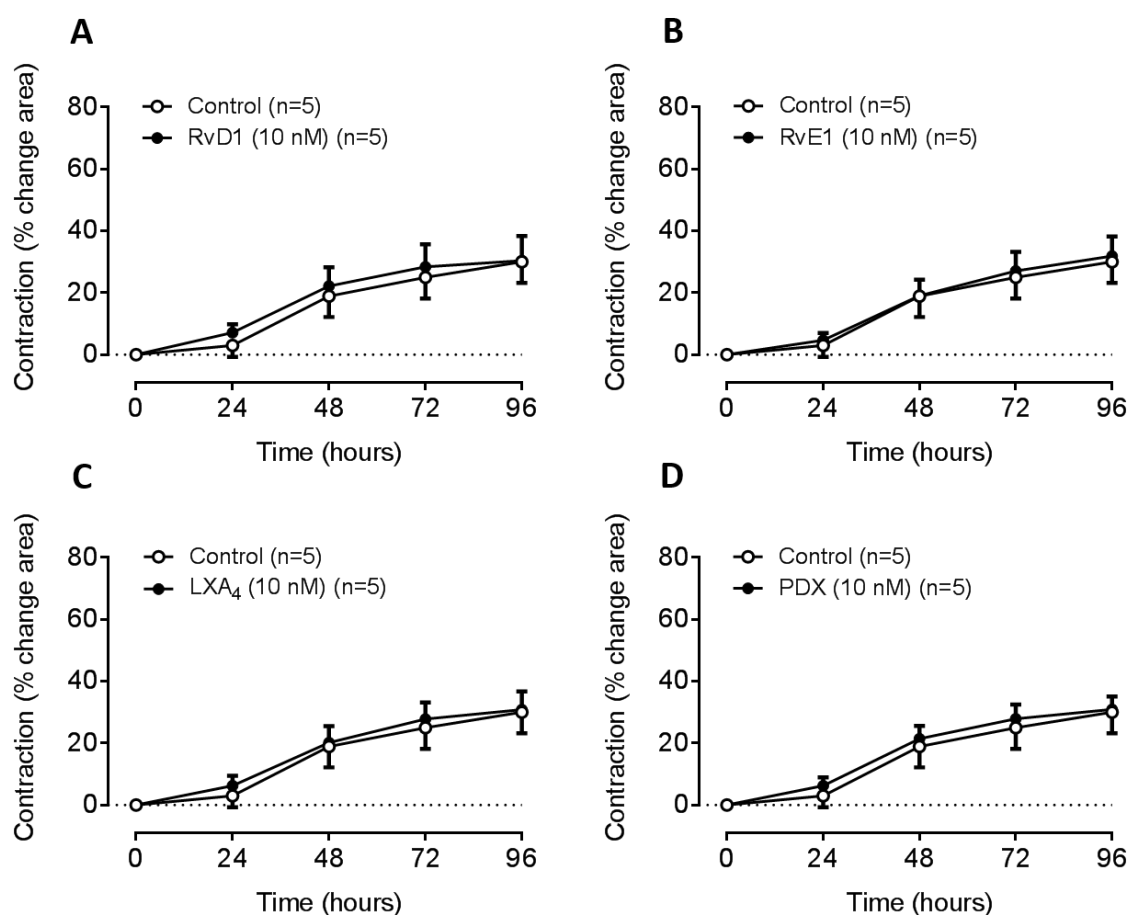 A
Contraction (% change area)
Control (n=5)
RvD1 (10 nM) (n=5)
80
60
40
20
0
0 24 48 72 96
Time (hours)
B
Contraction (% change area)
Control (n=5)
RvE1 (10 nM) (n=5)
80
60
40
20
0
0 24 48 72 96
Time (hours)
C
Contraction (% change area)
Control (n=5)
LXA₄ (10 nM) (n=5)
80
60
40
20
0
0 24 48 72 96
Time (hours)
D
Contraction (% change area)
Control (n=5)
PDX (10 nM) (n=5)
80
60
40
20
0
0 24 48 72 96
Time (hours)